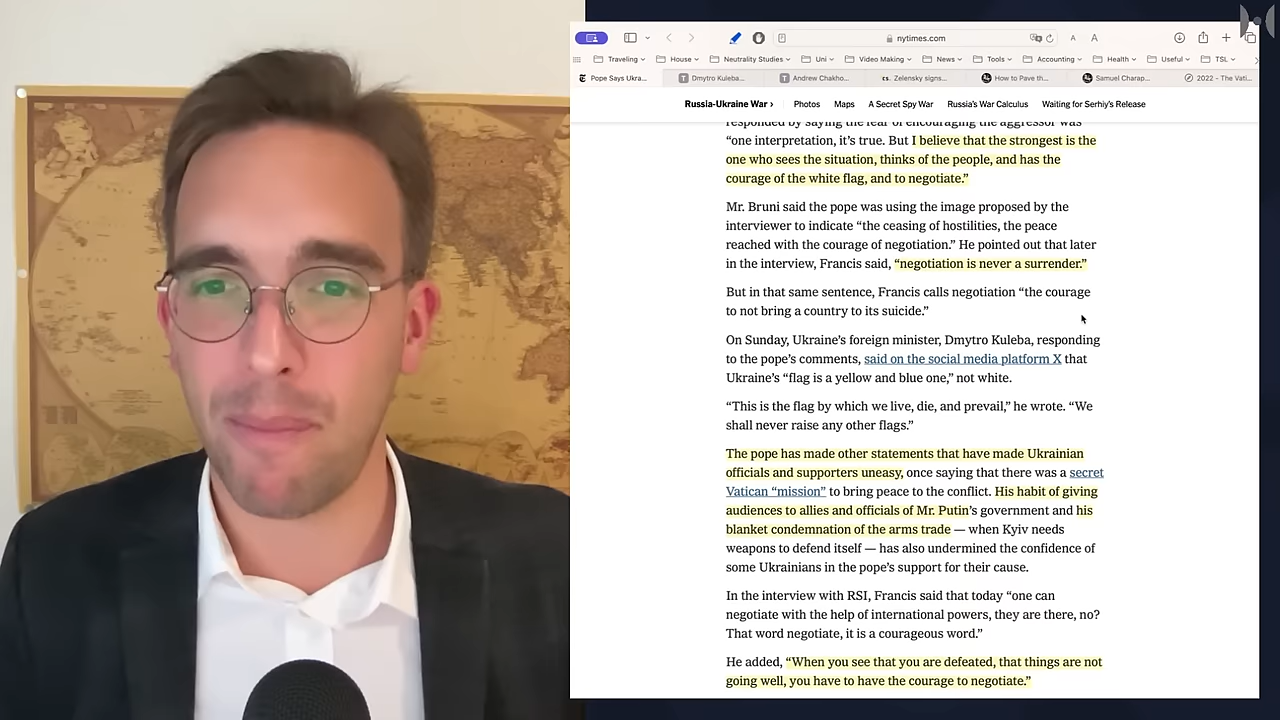 nytimes.com
A A
Traveling House Neutrality Studies Uni Video Making News Tools Accounting Health Useful TSL
Pope Says Ukra... Dmytro Kuleba... Andrew Chakho... cs. Zelensky signs... How to Pave th... Samuel Charap... 2022 - The Vati...
Russia-Ukraine War › Photos Maps A Secret Spy War Russia’s War Calculus Waiting for Serhiy’s Release
responded by saying the fear of encouraging the aggressor was
“one interpretation, it’s true. But I believe that the strongest is the
one who sees the situation, thinks of the people, and has the
courage of the white flag, and to negotiate.”
Mr. Bruni said the pope was using the image proposed by the
interviewer to indicate “the ceasing of hostilities, the peace
reached with the courage of negotiation.” He pointed out that later
in the interview, Francis said, “negotiation is never a surrender.”
But in that same sentence, Francis calls negotiation “the courage
to not bring a country to its suicide.”
On Sunday, Ukraine’s foreign minister, Dmytro Kuleba, responding
to the pope’s comments, said on the social media platform X that
Ukraine’s “flag is a yellow and blue one,” not white.
“This is the flag by which we live, die, and prevail,” he wrote. “We
shall never raise any other flags.”
The pope has made other statements that have made Ukrainian
officials and supporters uneasy, once saying that there was a secret
Vatican “mission” to bring peace to the conflict. His habit of giving
audiences to allies and officials of Mr. Putin’s government and his
blanket condemnation of the arms trade — when Kyiv needs
weapons to defend itself — has also undermined the confidence of
some Ukrainians in the pope’s support for their cause.
In the interview with RSI, Francis said that today “one can
negotiate with the help of international powers, they are there, no?
That word negotiate, it is a courageous word.”
He added, “When you see that you are defeated, that things are not
going well, you have to have the courage to negotiate.”